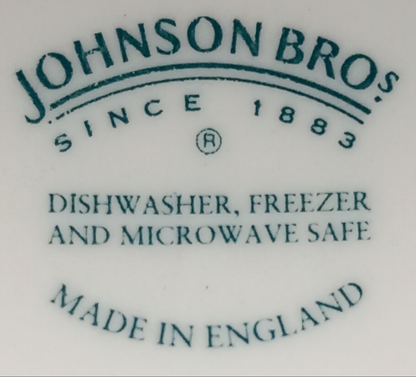 JOHNSON BROS.
SINCE 1883
®
DISHWASHER, FREEZER
AND MICROWAVE SAFE
MADE IN ENGLAND